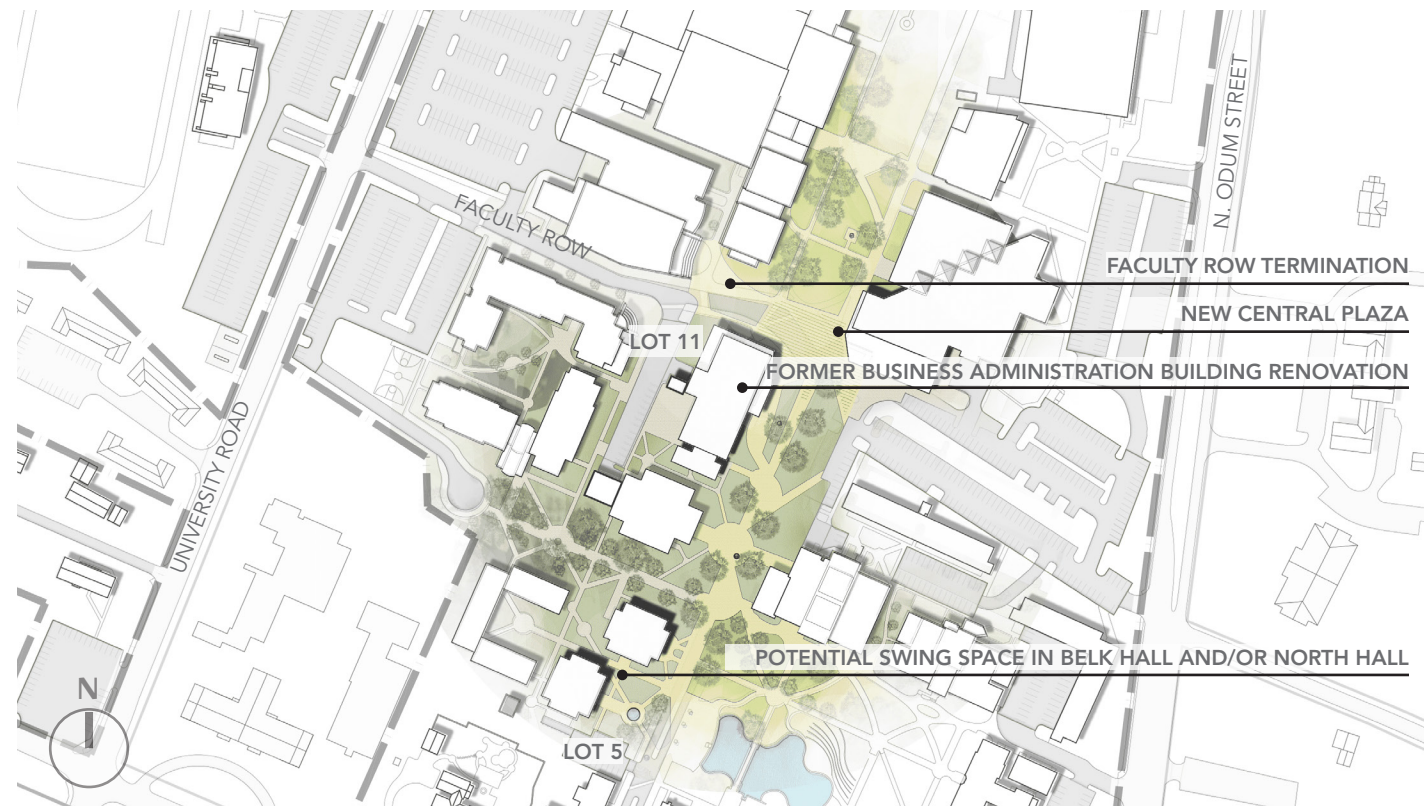 N. ODUM STREET
FACULTY ROW
FACULTY ROW TERMINATION
NEW CENTRAL PLAZA
LOT 11
FORMER BUSINESS ADMINISTRATION BUILDING RENOVATION
UNIVERSITY ROAD
POTENTIAL SWING SPACE IN BELK HALL AND/OR NORTH HALL
N
LOT 5